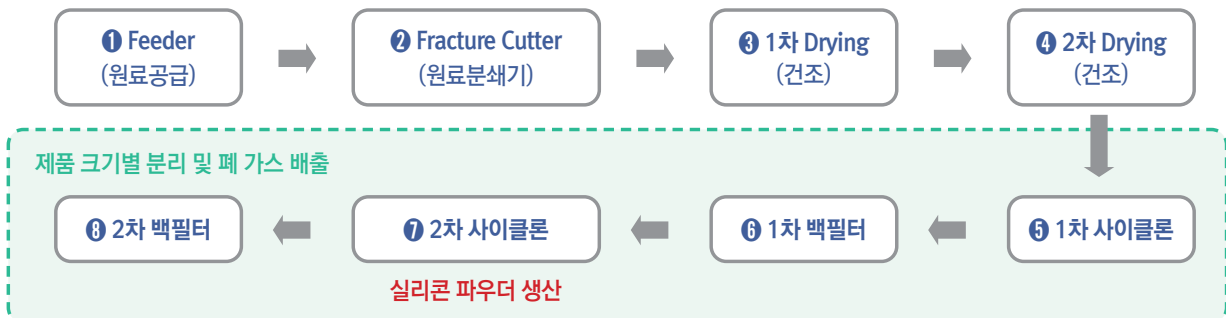 ❶ Feeder
(원료공급)
❷ Fracture Cutter
(원료분쇄기)
❸ 1차 Drying
(건조)
❹ 2차 Drying
(건조)
제품 크기별 분리 및 폐 가스 배출
❽ 2차 백필터
❼ 2차 사이클론
❻ 1차 백필터
❺ 1차 사이클론
실리콘 파우더 생산